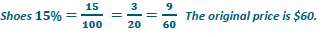 Shoes 15% = 15/100 = 3/20 = 9/60 The original price is $60.